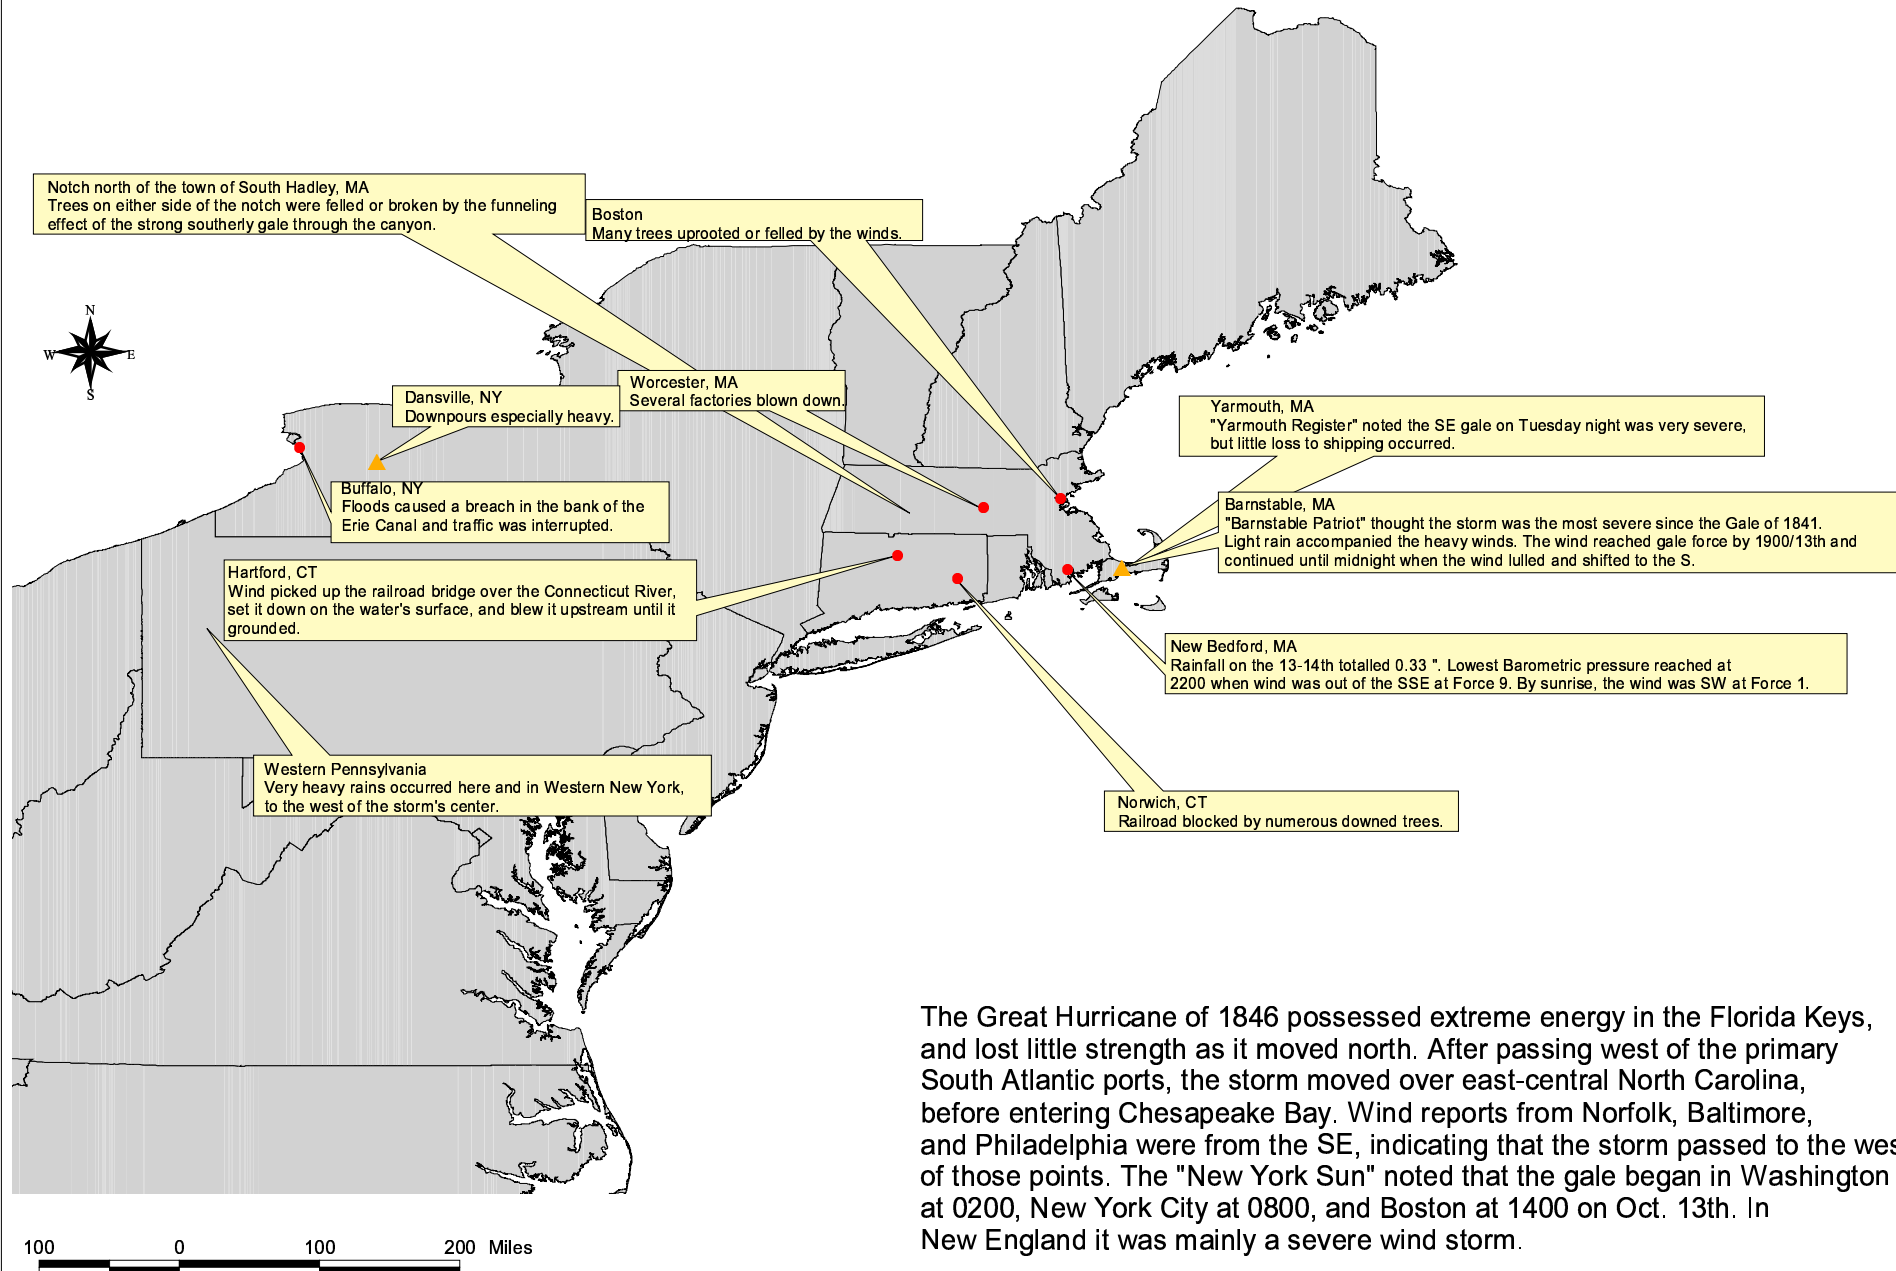 Notch north of the town of South Hadley, MA
Trees on either side of the notch were felled or broken by the funneling
effect of the strong southerly gale through the canyon.
Boston
Many trees uprooted or felled by the winds.
N
W E
S
Dansville, NY
Downpours especially heavy.
Worcester, MA
Several factories blown down.
Yarmouth, MA
"Yarmouth Register" noted the SE gale on Tuesday night was very severe,
but little loss to shipping occurred.
Buffalo, NY
Floods caused a breach in the bank of the
Erie Canal and traffic was interrupted.
Barnstable, MA
"Barnstable Patriot" thought the storm was the most severe since the Gale of 1841.
Light rain accompanied the heavy winds. The wind reached gale force by 1900/13th and
continued until midnight when the wind lulled and shifted to the S.
Hartford, CT
Wind picked up the railroad bridge over the Connecticut River,
set it down on the water's surface, and blew it upstream until it
grounded.
New Bedford, MA
Rainfall on the 13-14th totalled 0.33 ". Lowest Barometric pressure reached at
2200 when wind was out of the SSE at Force 9. By sunrise, the wind was SW at Force 1.
Western Pennsylvania
Very heavy rains occurred here and in Western New York,
to the west of the storm's center.
Norwich, CT
Railroad blocked by numerous downed trees.
The Great Hurricane of 1846 possessed extreme energy in the Florida Keys,
and lost little strength as it moved north. After passing west of the primary
South Atlantic ports, the storm moved over east-central North Carolina,
before entering Chesapeake Bay. Wind reports from Norfolk, Baltimore,
and Philadelphia were from the SE, indicating that the storm passed to the wes
of those points. The "New York Sun" noted that the gale began in Washington
at 0200, New York City at 0800, and Boston at 1400 on Oct. 13th. In
New England it was mainly a severe wind storm.
100 0 100 200 Miles